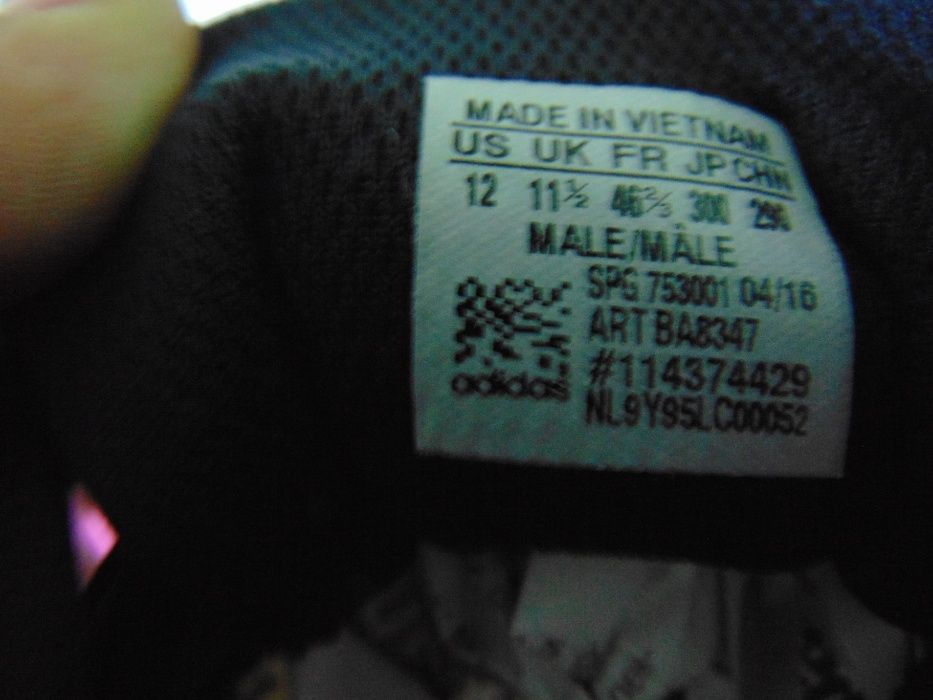 MADE IN VIETNAM
US UK FR JP CHN
12 11½ 46⅔ 300 295
MALE/MÂLE
SPG 753001 04/16
ART BA8347
#114374429
NL9Y95LC00052
adidas